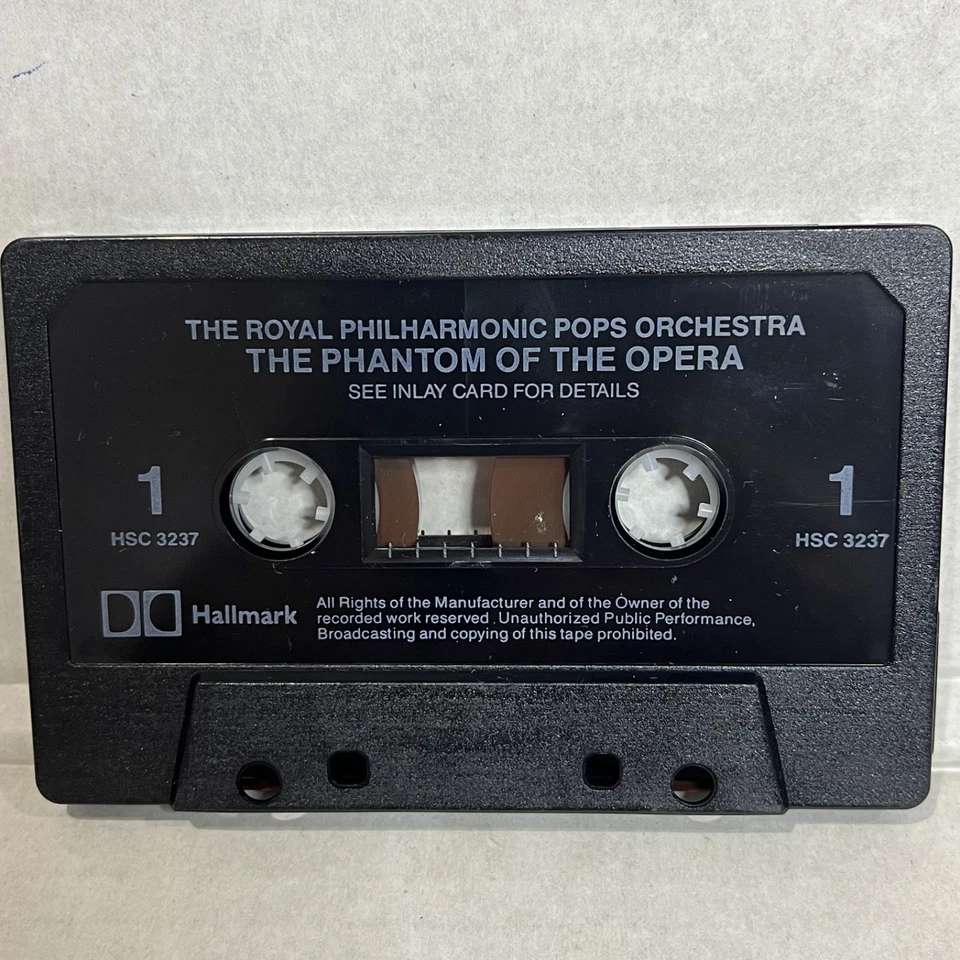 THE ROYAL PHILHARMONIC POPS ORCHESTRA
THE PHANTOM OF THE OPERA
SEE INLAY CARD FOR DETAILS
1 1
HSC 3237 HSC 3237
Hallmark
All Rights of the Manufacturer and of the Owner of the
recorded work reserved. Unauthorized Public Performance,
Broadcasting and copying of this tape prohibited.